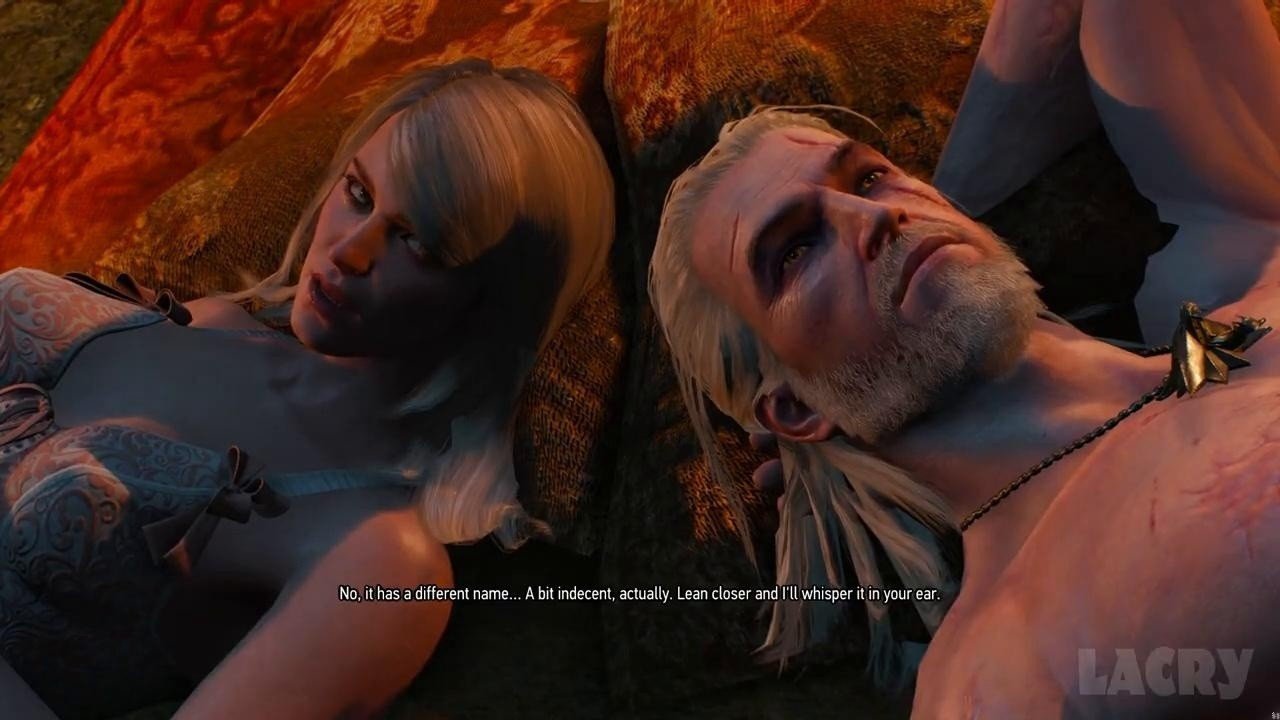 No, it has a different name... A bit indecent, actually. Lean closer and I'll whisper it in your ear.
LACRY